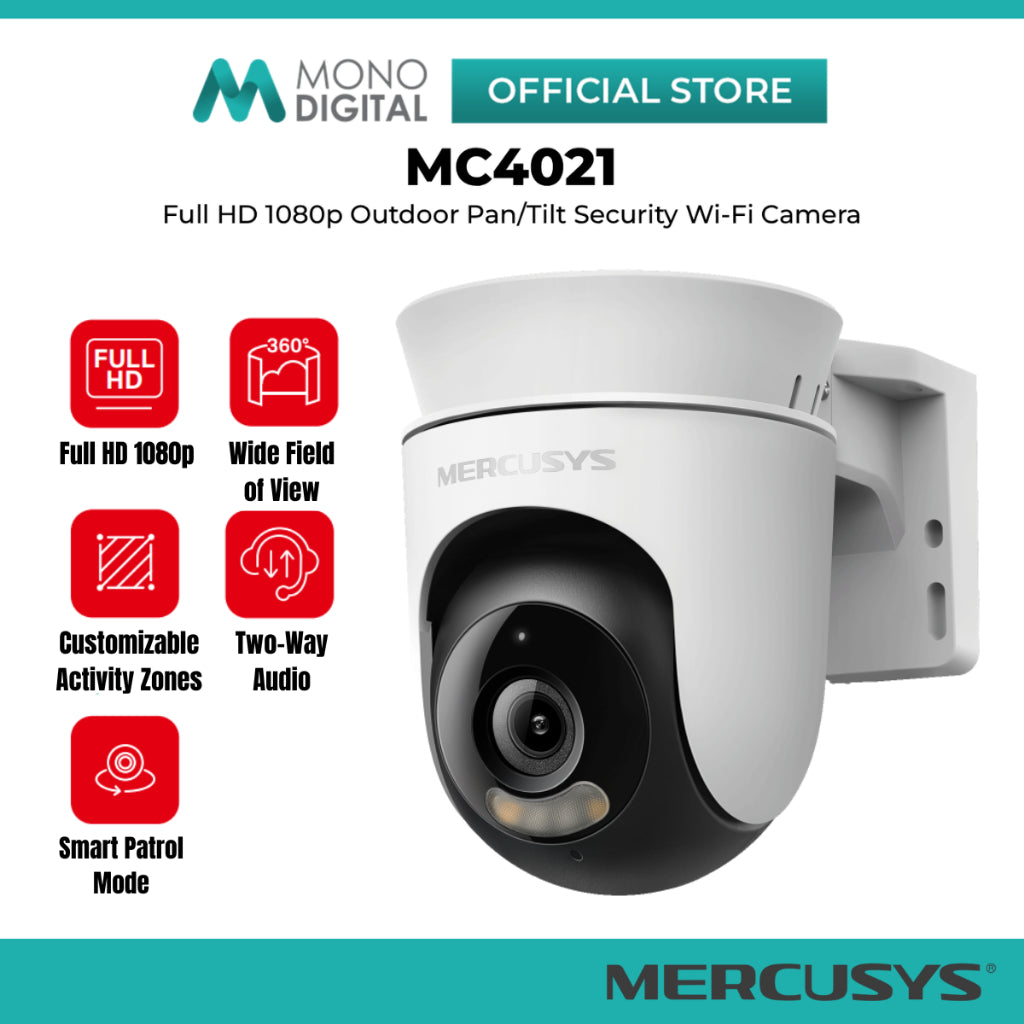 MONO
DIGITAL
OFFICIAL STORE
MC4021
Full HD 1080p Outdoor Pan/Tilt Security Wi-Fi Camera
FULL
HD
360°
Full HD 1080p
Wide Field
of View
MERCUSYS
Customizable
Activity Zones
Two-Way
Audio
Smart Patrol
Mode
MERCUSYS®